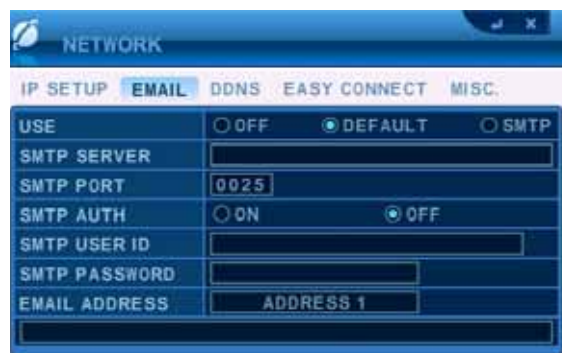 NETWORK
IP SETUP EMAIL DDNS EASY CONNECT MISC.
USE OFF DEFAULT SMTP
SMTP SERVER
SMTP PORT 0025
SMTP AUTH ON OFF
SMTP USER ID
SMTP PASSWORD
EMAIL ADDRESS ADDRESS 1